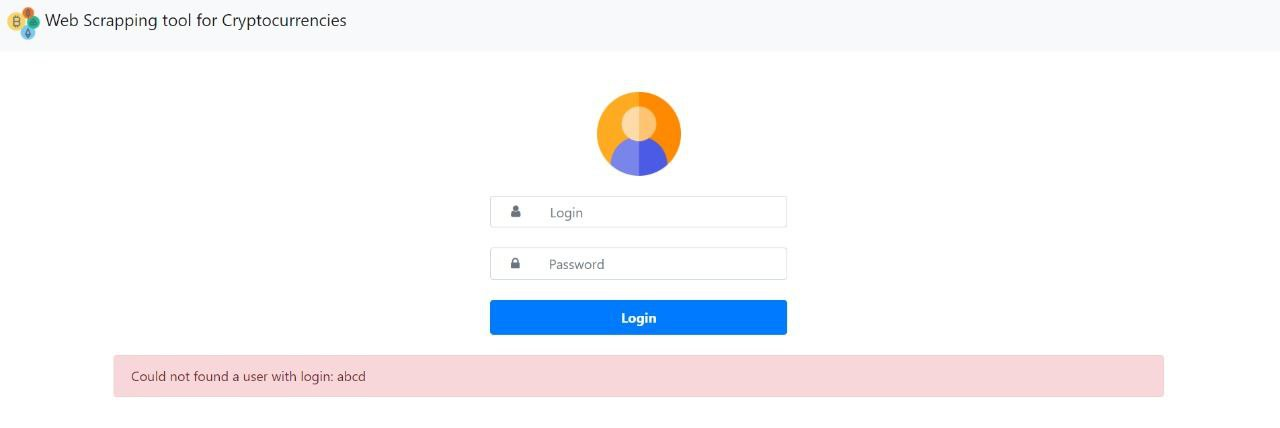 Web Scrapping tool for Cryptocurrencies
Login
Password
Login
Could not found a user with login: abcd